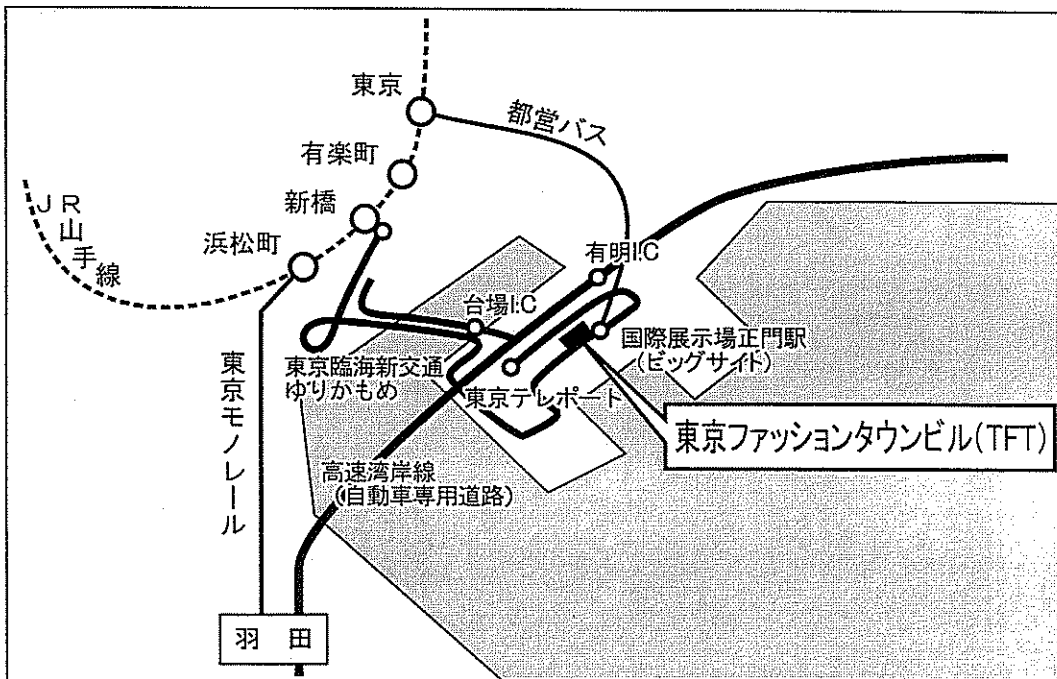 東京
都営バス
有楽町
新橋
JR山手線
浜松町
有明I.C
台場I.C
国際展示場正門駅
(ビッグサイト)
東京臨海新交通
ゆりかもめ
東京テレポート
東京モノレール
東京ファッションタウンビル(TFT)
高速湾岸線
(自動車専用道路)
羽田